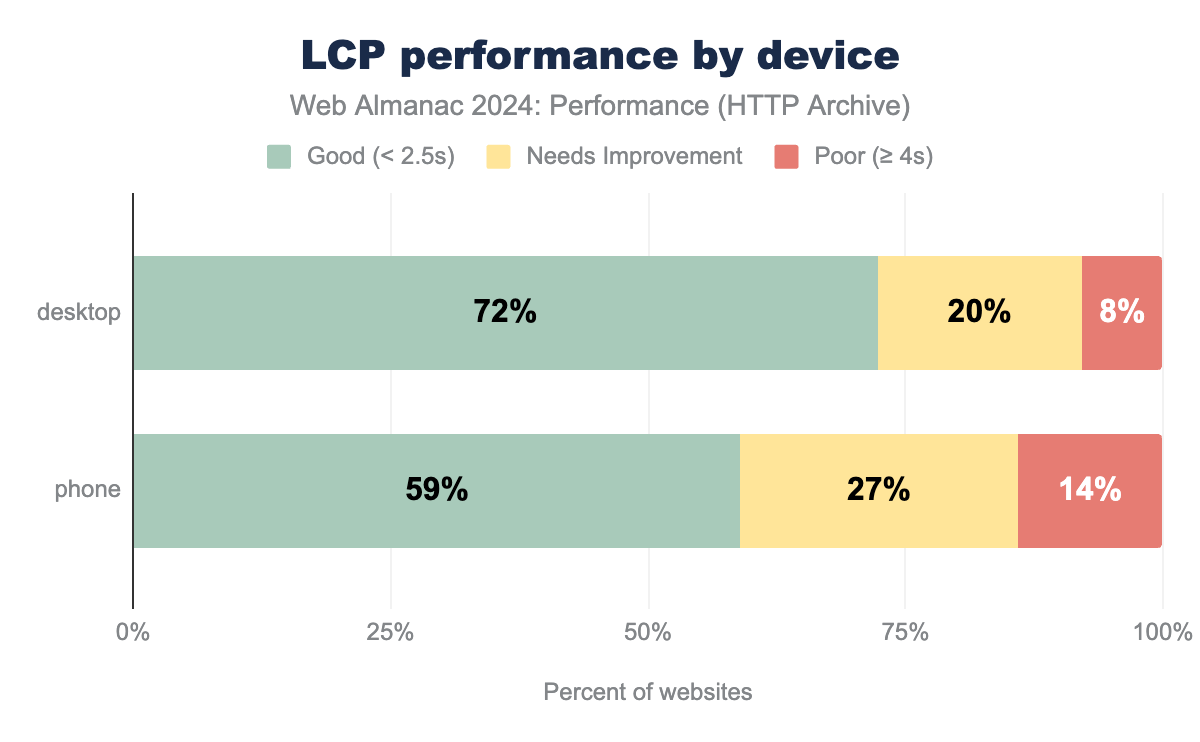 LCP performance by device
Web Almanac 2024: Performance (HTTP Archive)
Good (< 2.5s) Needs Improvement Poor (≥ 4s)
desktop 72% 20% 8%
phone 59% 27% 14%
0% 25% 50% 75% 100%
Percent of websites